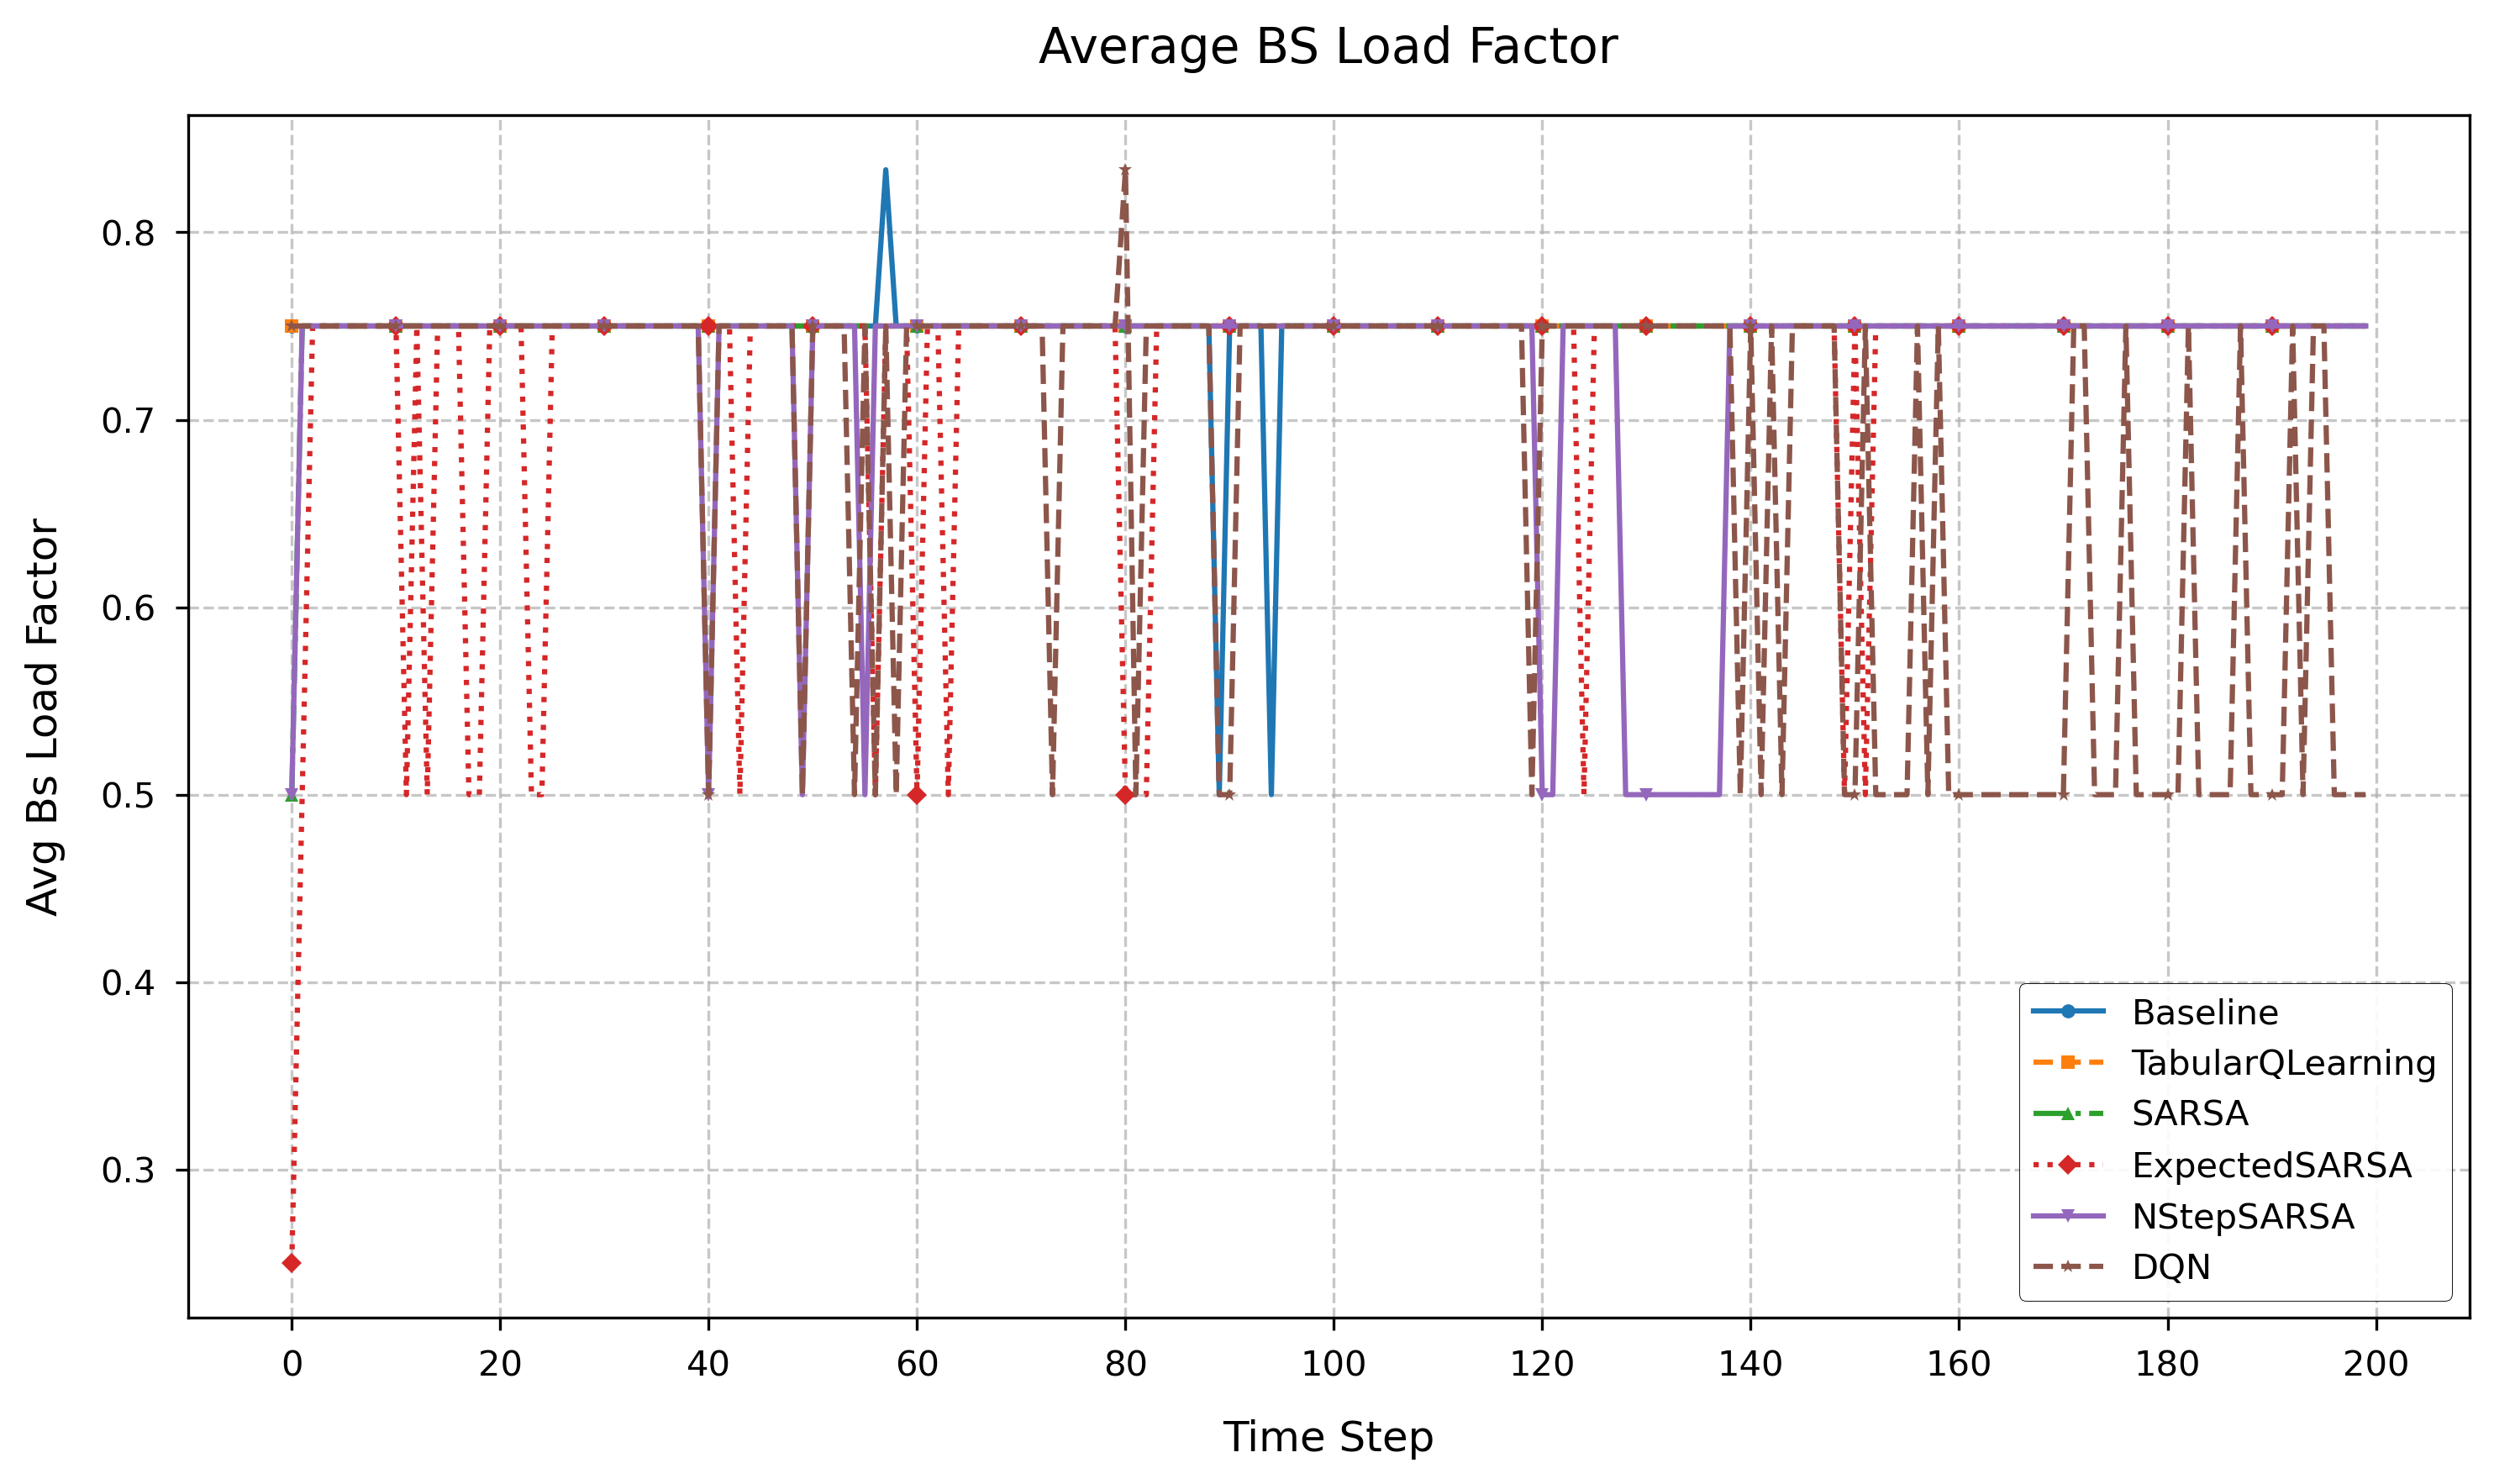 Average BS Load Factor
Avg Bs Load Factor
0.8
0.7
0.6
0.5
0.4
0.3
0 20 40 60 80 100 120 140 160 180 200
Time Step
Baseline
TabularQLearning
SARSA
ExpectedSARSA
NStepSARSA
DQN